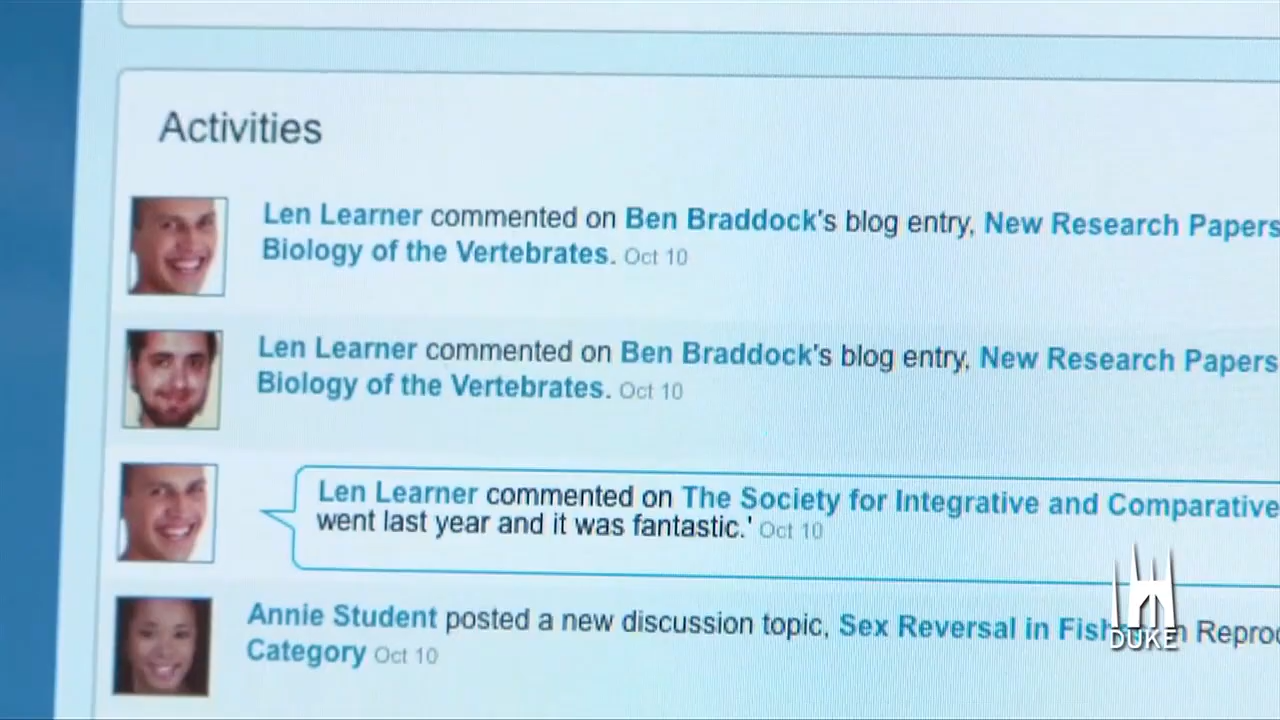 Activities
Len Learner commented on Ben Braddock's blog entry, New Research Papers
Biology of the Vertebrates. Oct 10
Len Learner commented on Ben Braddock's blog entry, New Research Papers
Biology of the Vertebrates. Oct 10
Len Learner commented on The Society for Integrative and Comparative
went last year and it was fantastic.' Oct 10
Annie Student posted a new discussion topic, Sex Reversal in
Category Oct 10
DUKE